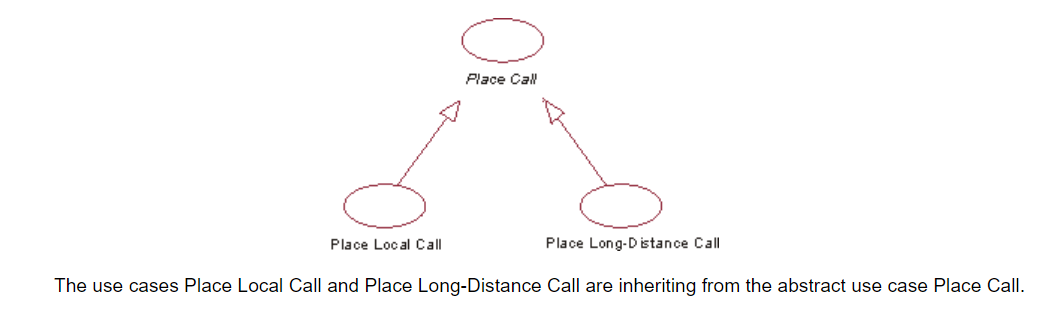 Place Call
Place Local Call
Place Long-Distance Call
The use cases Place Local Call and Place Long-Distance Call are inheriting from the abstract use case Place Call.